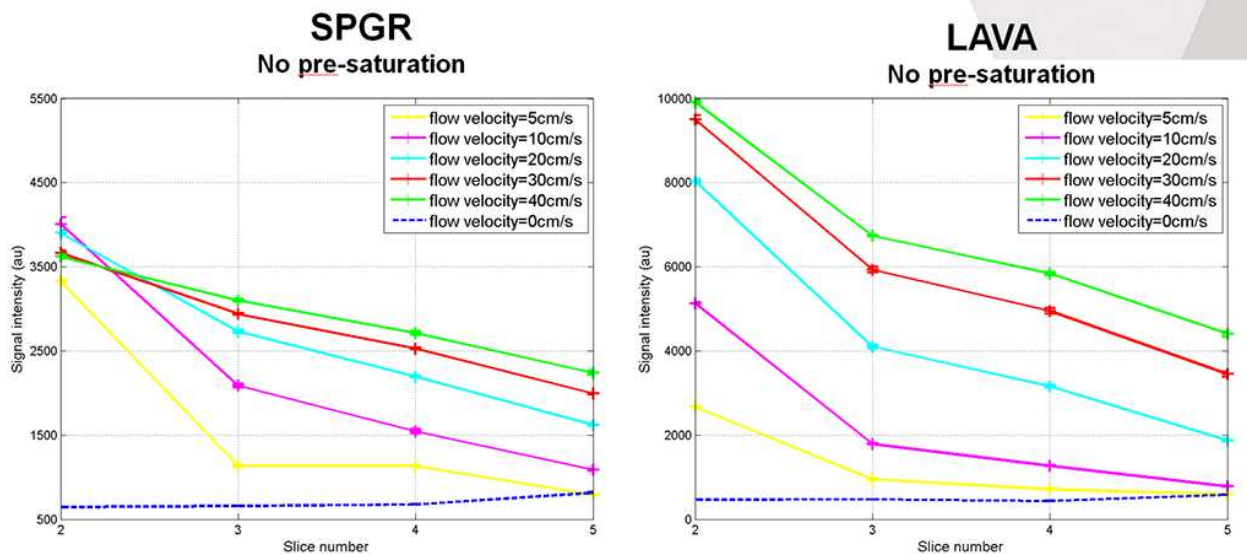 SPGR
No pre-saturation
5500
4500
3500
2500
1500
500
Signal intensity (au)
2
3
4
5
Slice number
flow velocity=5cm/s
flow velocity=10cm/s
flow velocity=20cm/s
flow velocity=30cm/s
flow velocity=40cm/s
flow velocity=0cm/s
LAVA
No pre-saturation
10000
8000
6000
4000
2000
0
Signal intensity (au)
2
3
4
5
Slice number
flow velocity=5cm/s
flow velocity=10cm/s
flow velocity=20cm/s
flow velocity=30cm/s
flow velocity=40cm/s
flow velocity=0cm/s